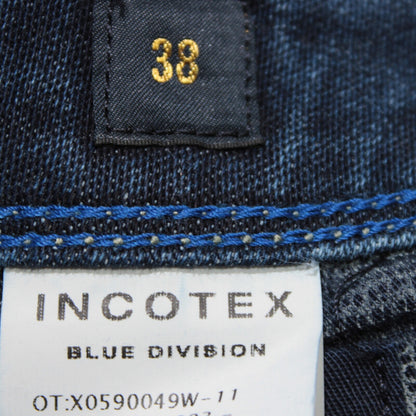 38
INCOTEX
BLUE DIVISION
OT:X0590049W-11